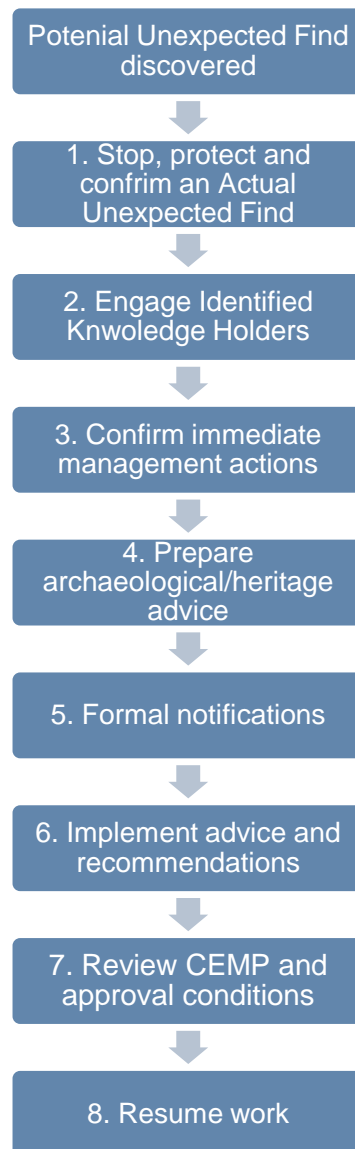 Potenial Unexpected Find
discovered
1. Stop, protect and
confrim an Actual
Unexpected Find
2. Engage Identified
Knwoledge Holders
3. Confirm immediate
management actions
4. Prepare
archaeological/heritage
advice
5. Formal notifications
6. Implement advice and
recommendations
7. Review CEMP and
approval conditions
8. Resume work